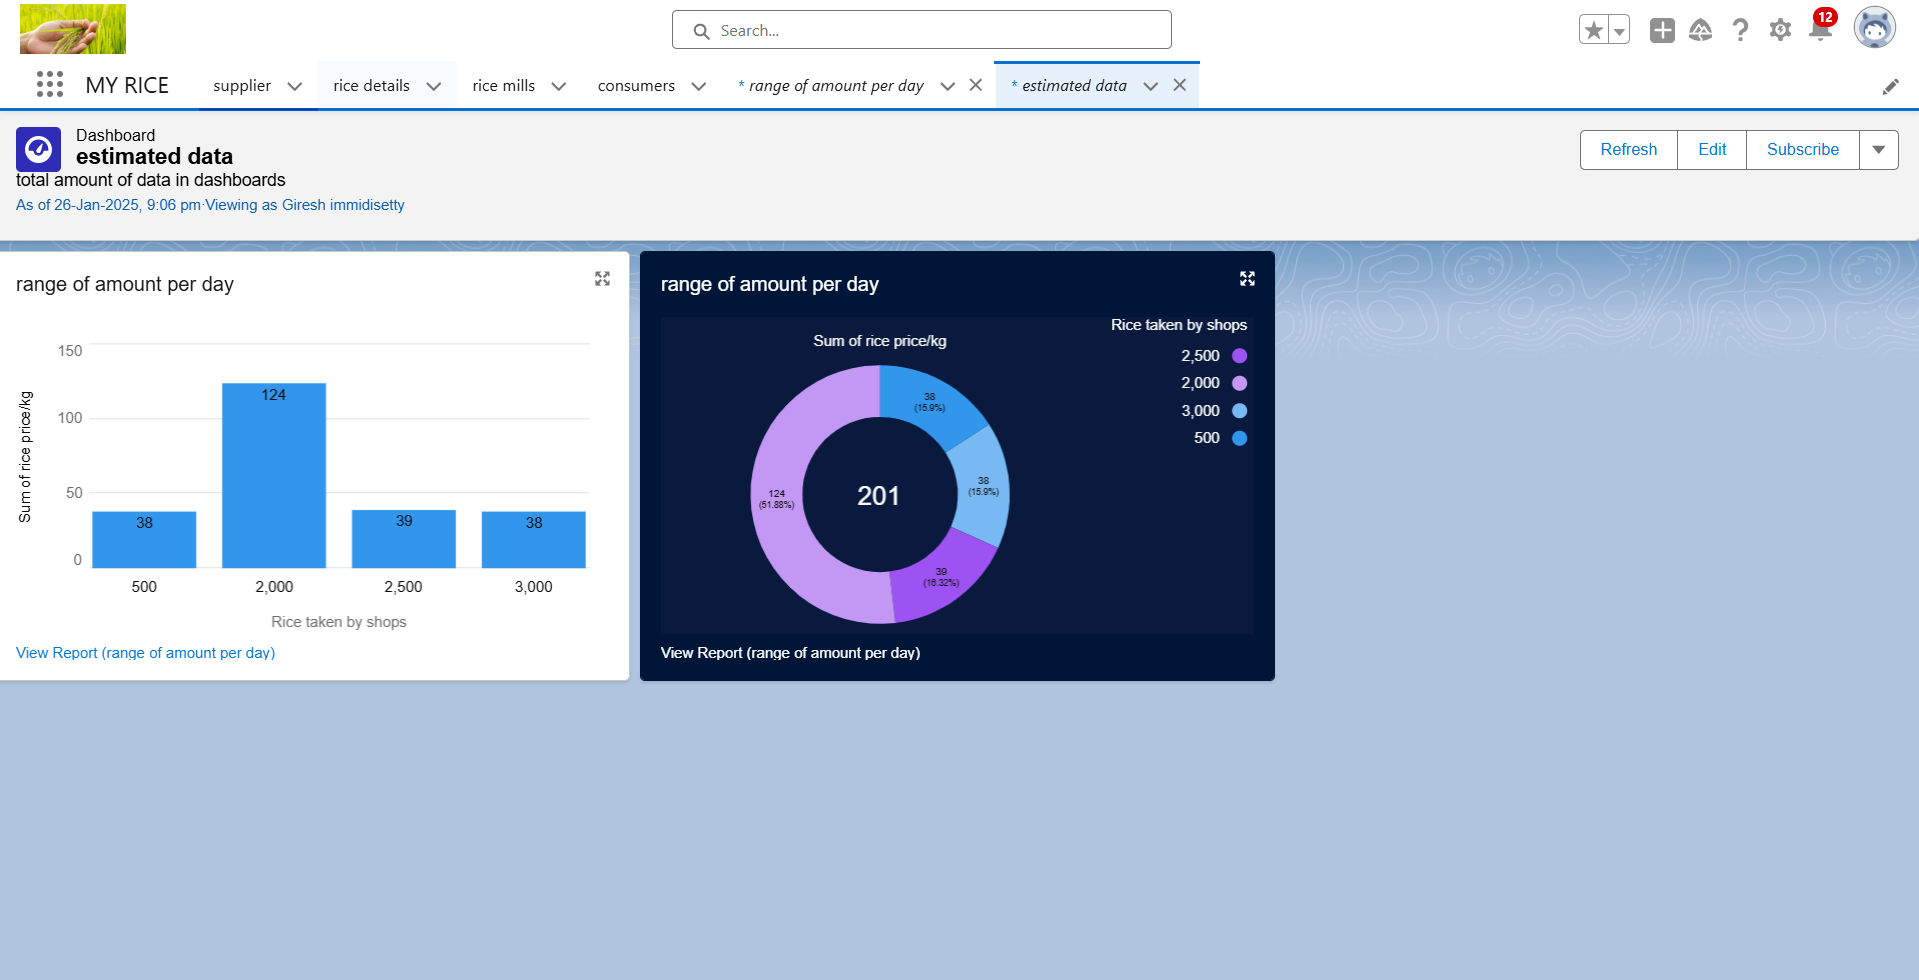 Search...
12
MY RICE
supplier
rice details
rice mills
consumers
* range of amount per day
* estimated data
Dashboard
estimated data
total amount of data in dashboards
As of 26-Jan-2025, 9:06 pm·Viewing as Giresh immidisetty
Refresh
Edit
Subscribe
range of amount per day
Sum of rice price/kg
150
100
50
0
124
38
39
38
500
2,000
2,500
3,000
Rice taken by shops
View Report (range of amount per day)
range of amount per day
Sum of rice price/kg
Rice taken by shops
2,500
2,000
3,000
500
38
(15.9%)
38
(15.9%)
124
(51.88%)
201
39
(16.32%)
View Report (range of amount per day)